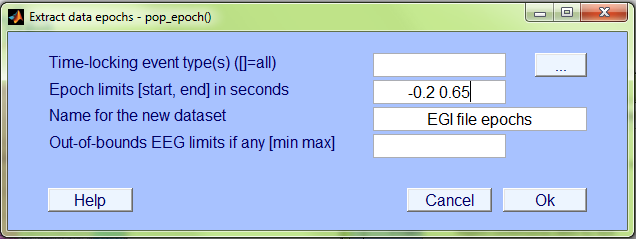 Extract data epochs - pop_epoch()
Time-locking event type(s) ([]=all)
...
Epoch limits [start, end] in seconds
-0.2 0.65
Name for the new dataset
EGI file epochs
Out-of-bounds EEG limits if any [min max]
Help
Cancel
Ok